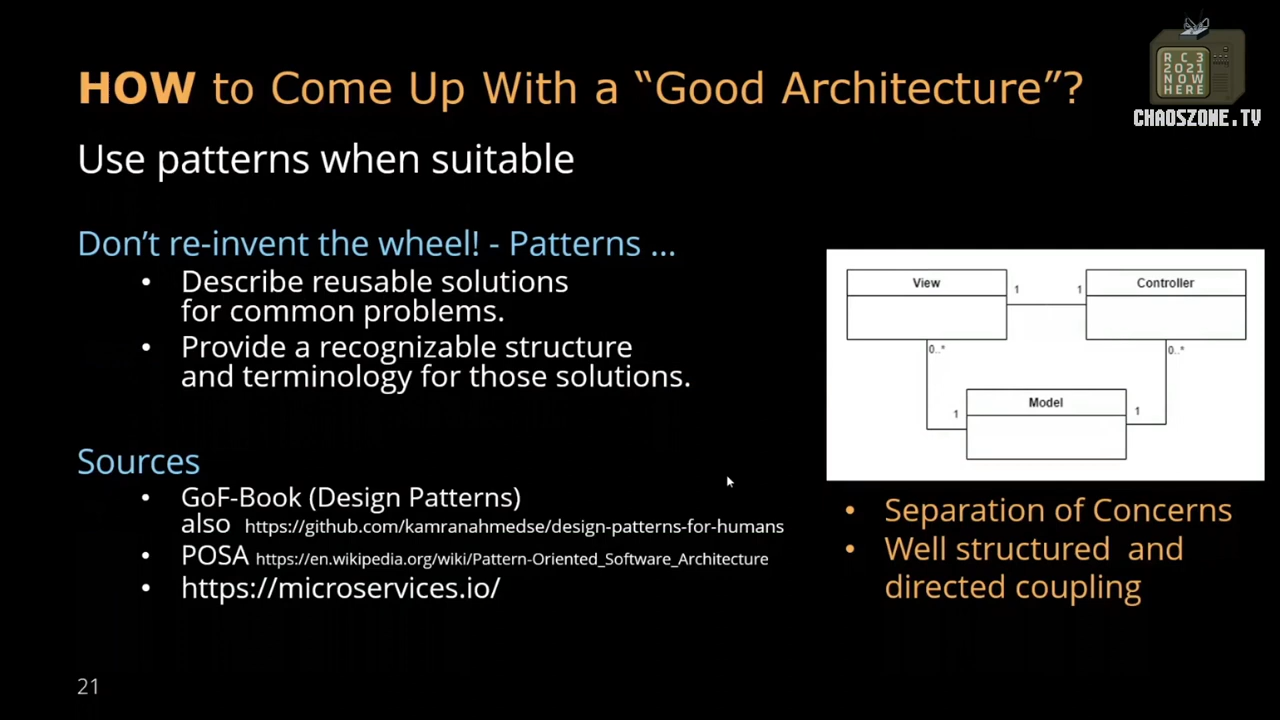 HOW to Come Up With a “Good Architecture”?
Use patterns when suitable
Don’t re-invent the wheel! - Patterns ...
• Describe reusable solutions
for common problems.
• Provide a recognizable structure
and terminology for those solutions.
Sources
• GoF-Book (Design Patterns)
also https://github.com/kamranahmedse/design-patterns-for-humans
• POSA https://en.wikipedia.org/wiki/Pattern-Oriented_Software_Architecture
• https://microservices.io/
21
RC3
2021
NOW
HERE
CHAOSZONE.TV
View
1
1
Controller
0..*
0..*
Model
1
1
• Separation of Concerns
• Well structured and
directed coupling